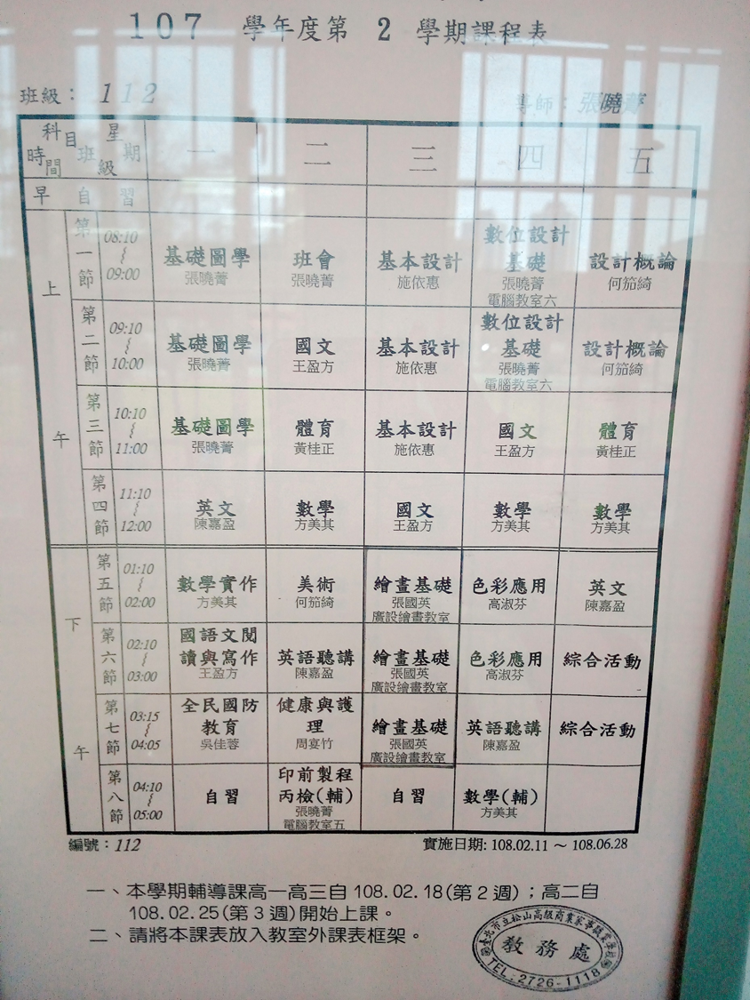 107 學年度第 2 學期課程表
班級：112 導師：張曉菁
科目 星期 時間 班級 一 二 三 四 五
早自習
上午
第一節 08:10~09:00 基礎圖學 張曉菁 班會 張曉菁 基本設計 施依惠 數位設計基礎 張曉菁 電腦教室六 設計概論 何茄綺
第二節 09:10~10:00 基礎圖學 張曉菁 國文 王盈方 基本設計 施依惠 數位設計基礎 張曉菁 電腦教室六 設計概論 何茄綺
第三節 10:10~11:00 基礎圖學 張曉菁 體育 黃桂正 基本設計 施依惠 國文 王盈方 體育 黃桂正
第四節 11:10~12:00 英文 陳嘉盈 數學 方美其 國文 王盈方 數學 方美其 數學 方美其
下午
第五節 01:10~02:00 數學實作 方美其 美術 何茄綺 繪畫基礎 張國英 廣設繪畫教室 色彩應用 高淑芬 英文 陳嘉盈
第六節 02:10~03:00 國語文閱讀與寫作 王盈方 英語聽講 陳嘉盈 繪畫基礎 張國英 廣設繪畫教室 色彩應用 高淑芬 綜合活動
第七節 03:15~04:05 全民國防教育 吳佳蓉 健康與護理 周宴竹 繪畫基礎 張國英 廣設繪畫教室 英語聽講 陳嘉盈 綜合活動
第八節 04:10~05:00 自習 印前製程丙檢(輔) 張曉菁 電腦教室五 自習 數學(輔) 方美其
編號：112 實施日期: 108.02.11 ～ 108.06.28
一、本學期輔導課高一高三自 108.02.18(第2週)；高二自
108.02.25(第3週)開始上課。
二、請將本課表放入教室外課表框架。
臺北市立松山高級商業家事職業學校
教務處
TEL:2726-1118